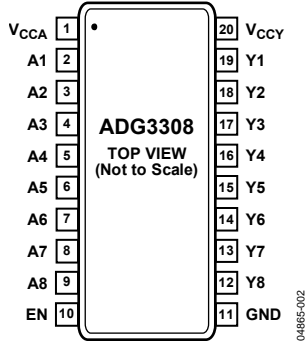 VCCA 1 20 VCCY
A1 2 19 Y1
A2 3 18 Y2
A3 4 ADG3308 17 Y3
A4 5 TOP VIEW 16 Y4
(Not to Scale)
A5 6 15 Y5
A6 7 14 Y6
A7 8 13 Y7
A8 9 12 Y8
EN 10 11 GND
04865-002